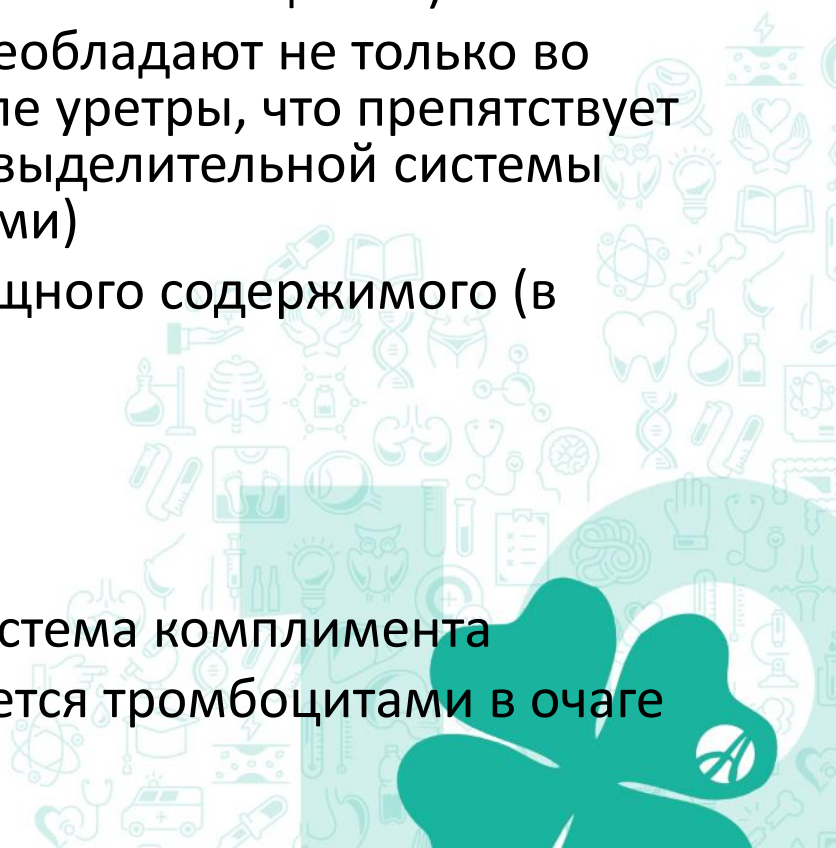 еобладают не только во
ле уретры, что препятствует
выделительной системы
ми)
щного содержимого (в
стема комплимента
ется тромбоцитами в очаге